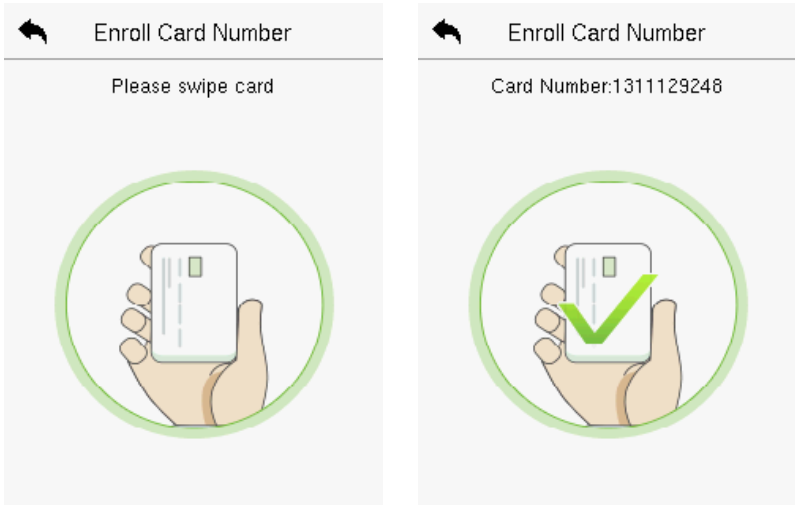 Enroll Card Number
Please swipe card
Enroll Card Number
Card Number:1311129248